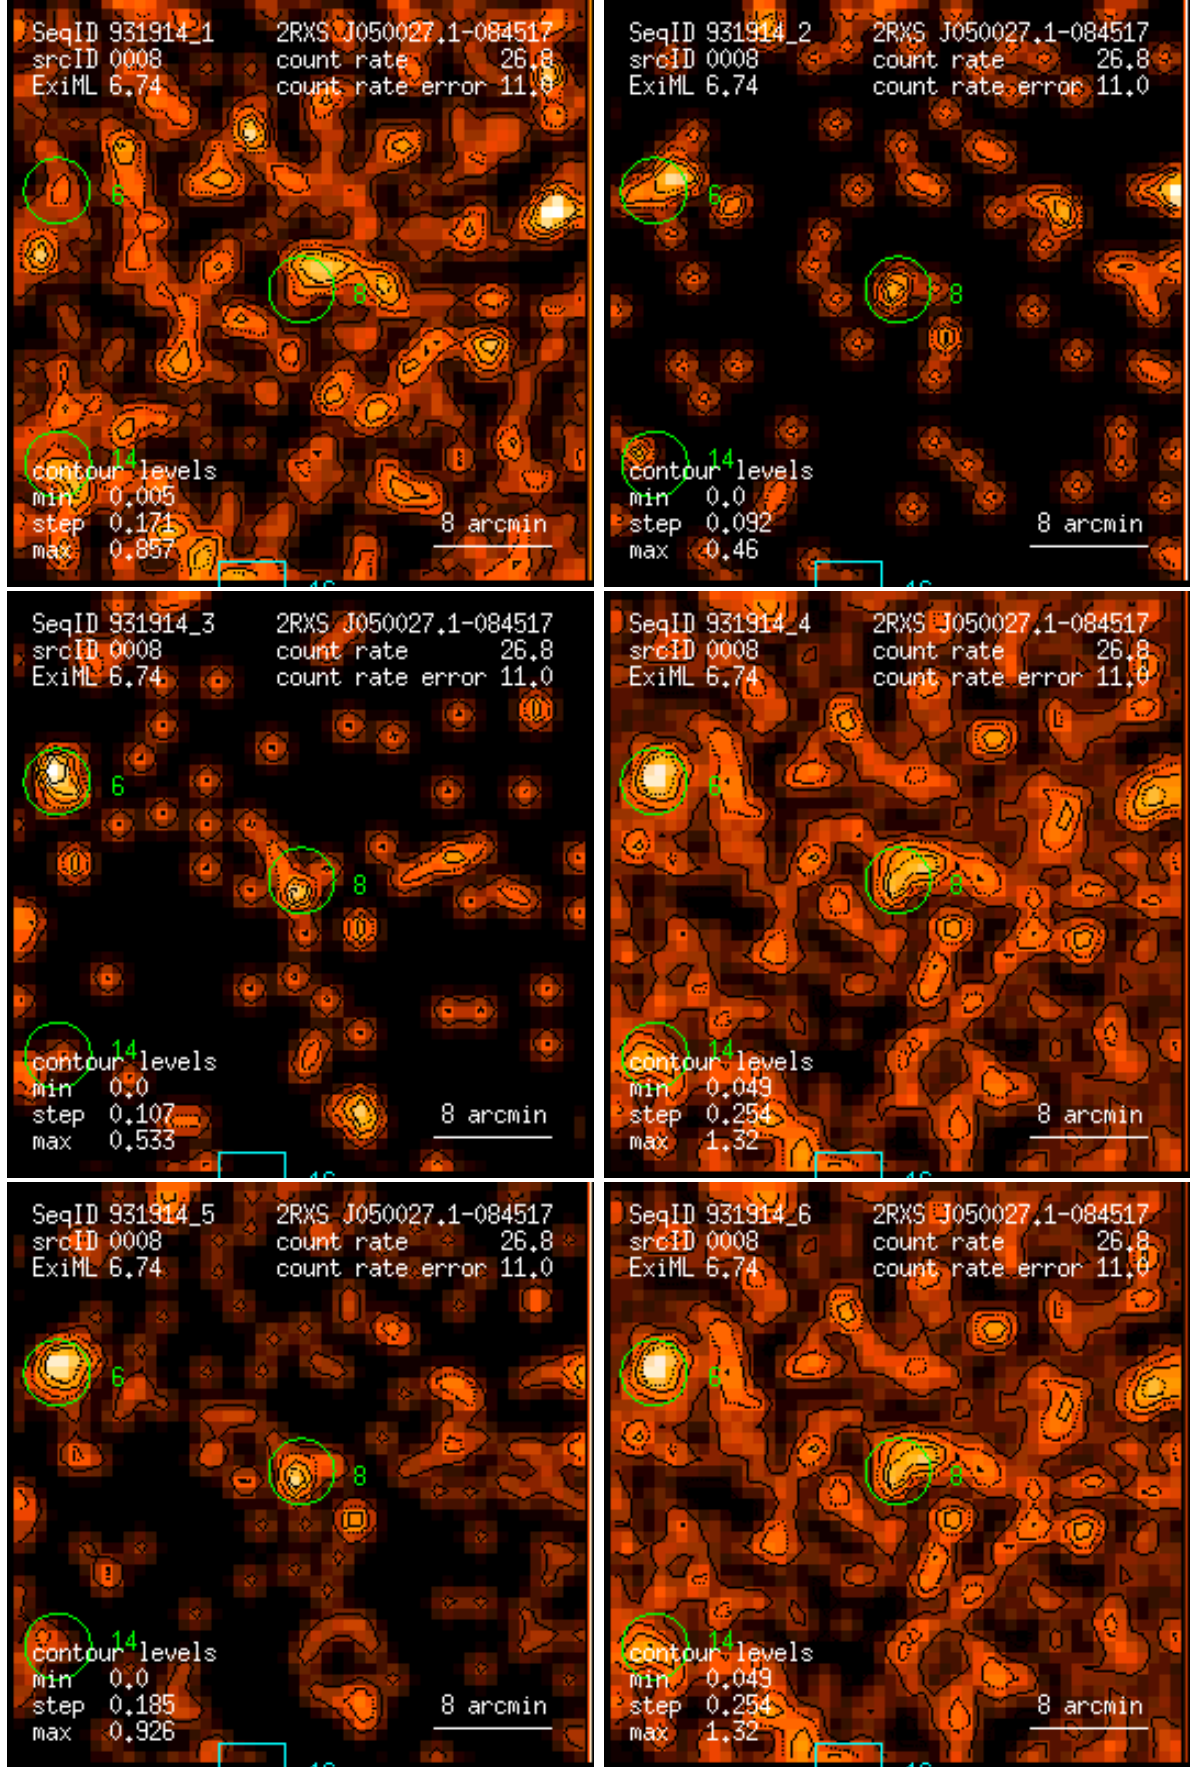 SeqID 931914_1 2RXS J050027.1-084517
srcID 0008 count rate 26.8
ExiML 6.74 count rate error 11.0
6
8
14
contour levels
min 0.005
step 0.171
max 0.857
8 arcmin
SeqID 931914_2 2RXS J050027.1-084517
srcID 0008 count rate 26.8
ExiML 6.74 count rate error 11.0
6
8
14
contour levels
min 0.0
step 0.092
max 0.46
8 arcmin
SeqID 931914_3 2RXS J050027.1-084517
srcID 0008 count rate 26.8
ExiML 6.74 count rate error 11.0
6
8
14
contour levels
min 0.0
step 0.107
max 0.533
8 arcmin
SeqID 931914_4 2RXS J050027.1-084517
srcID 0008 count rate 26.8
ExiML 6.74 count rate error 11.0
6
8
14
contour levels
min 0.049
step 0.254
max 1.32
8 arcmin
SeqID 931914_5 2RXS J050027.1-084517
srcID 0008 count rate 26.8
ExiML 6.74 count rate error 11.0
6
8
14
contour levels
min 0.0
step 0.185
max 0.926
8 arcmin
SeqID 931914_6 2RXS J050027.1-084517
srcID 0008 count rate 26.8
ExiML 6.74 count rate error 11.0
6
8
14
contour levels
min 0.049
step 0.254
max 1.32
8 arcmin